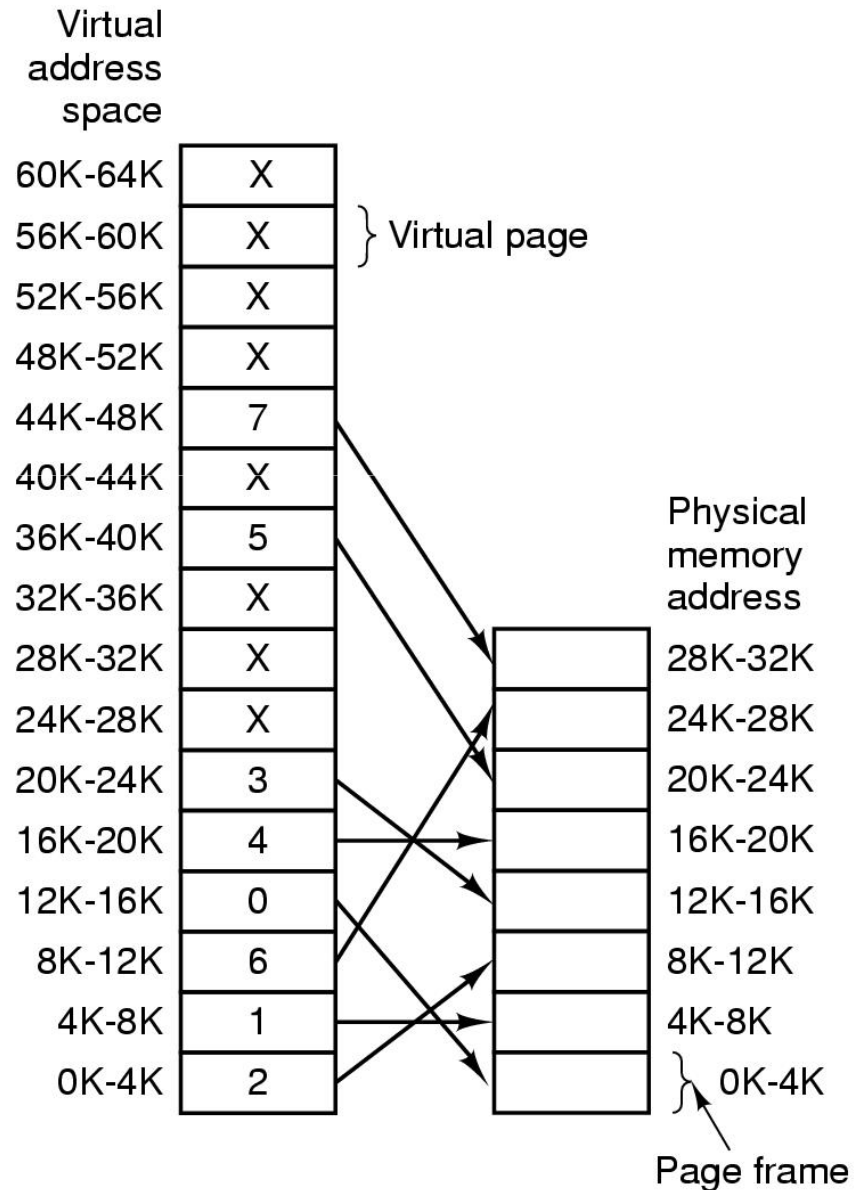 Virtual
address
space
60K-64K X
56K-60K X Virtual page
52K-56K X
48K-52K X
44K-48K 7
40K-44K X
36K-40K 5
32K-36K X
28K-32K X
24K-28K X
20K-24K 3
16K-20K 4
12K-16K 0
8K-12K 6
4K-8K 1
0K-4K 2
Physical
memory
address
28K-32K
24K-28K
20K-24K
16K-20K
12K-16K
8K-12K
4K-8K
0K-4K
Page frame